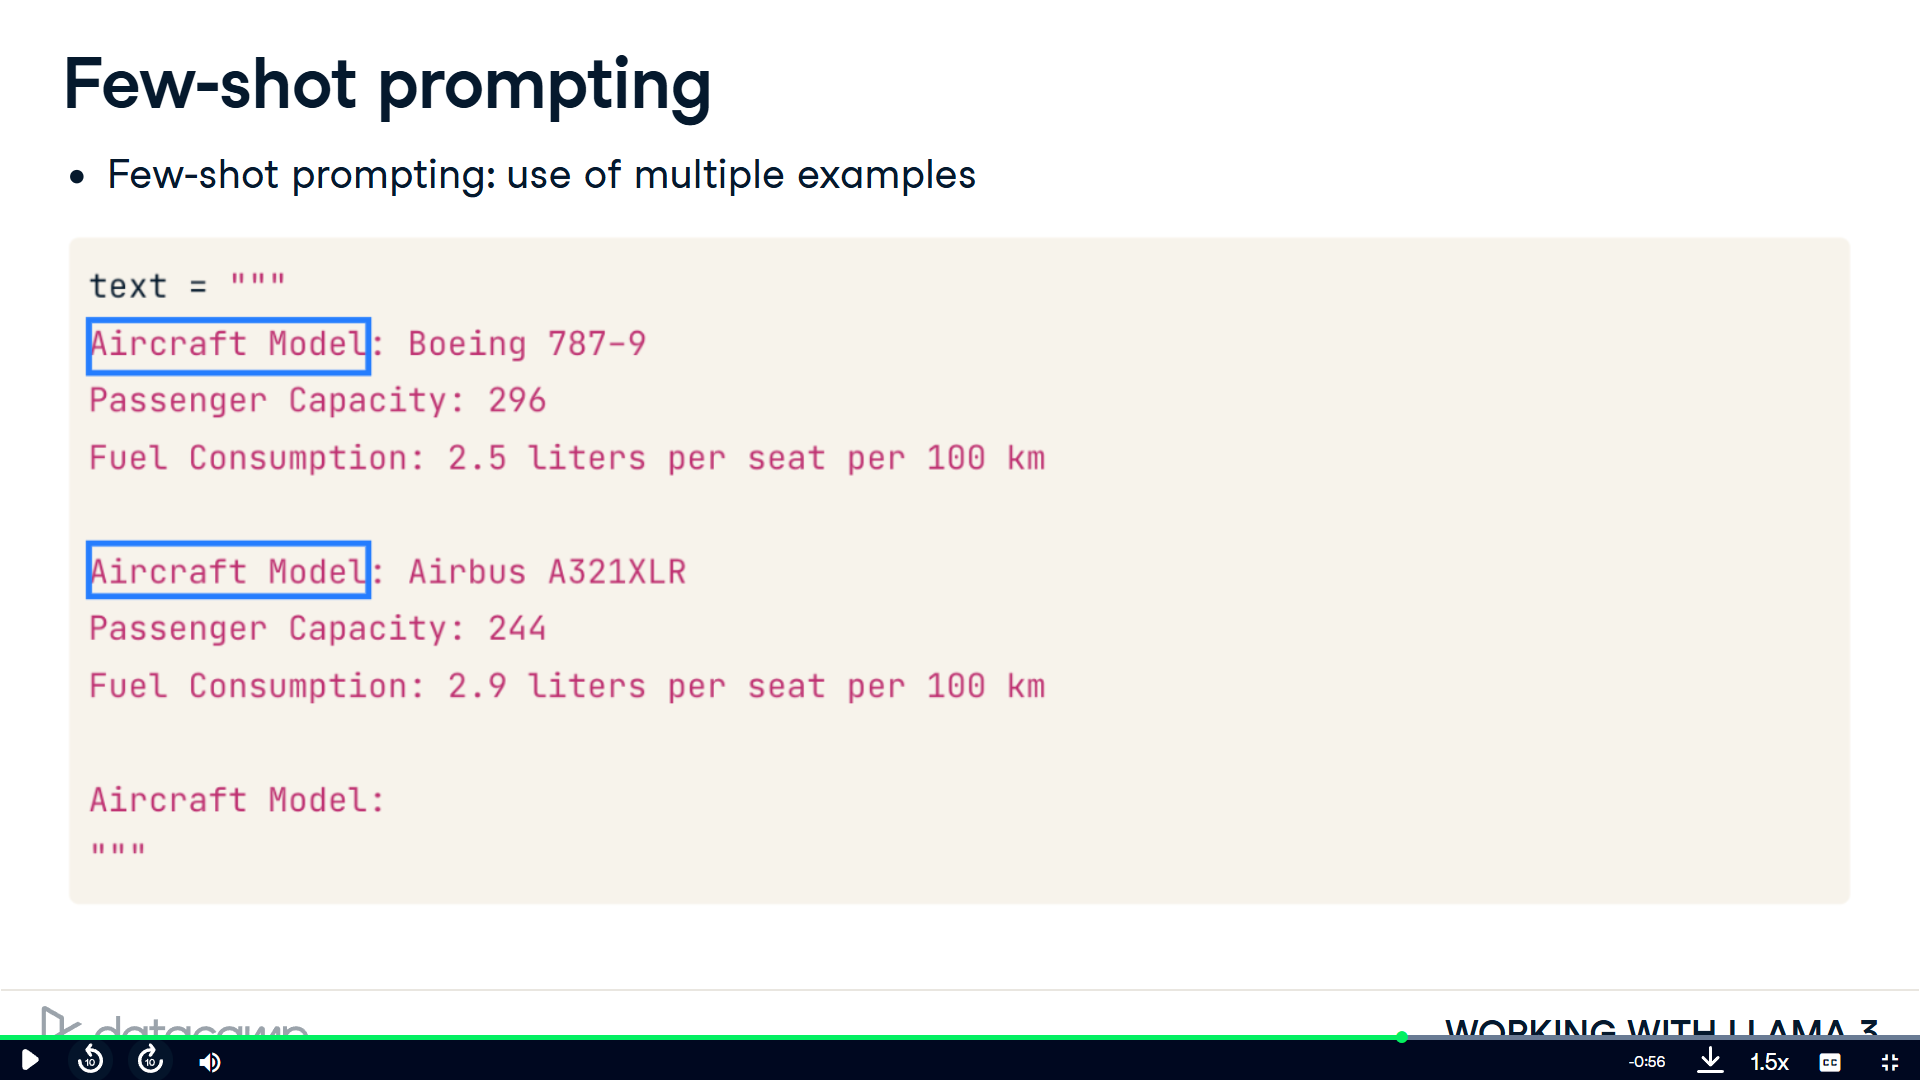 Few-shot prompting
• Few-shot prompting: use of multiple examples
text = """
Aircraft Model: Boeing 787-9
Passenger Capacity: 296
Fuel Consumption: 2.5 liters per seat per 100 km
Aircraft Model: Airbus A321XLR
Passenger Capacity: 244
Fuel Consumption: 2.9 liters per seat per 100 km
Aircraft Model:
"""
datacamp
WORKING WITH LLAMA 3
10 10 -0:56 1.5x CC